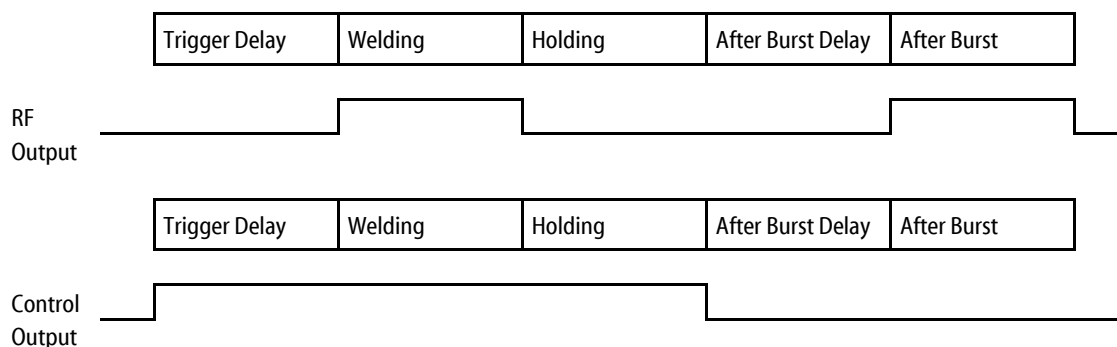 Trigger Delay Welding Holding After Burst Delay After Burst
RF
Output
Trigger Delay Welding Holding After Burst Delay After Burst
Control
Output